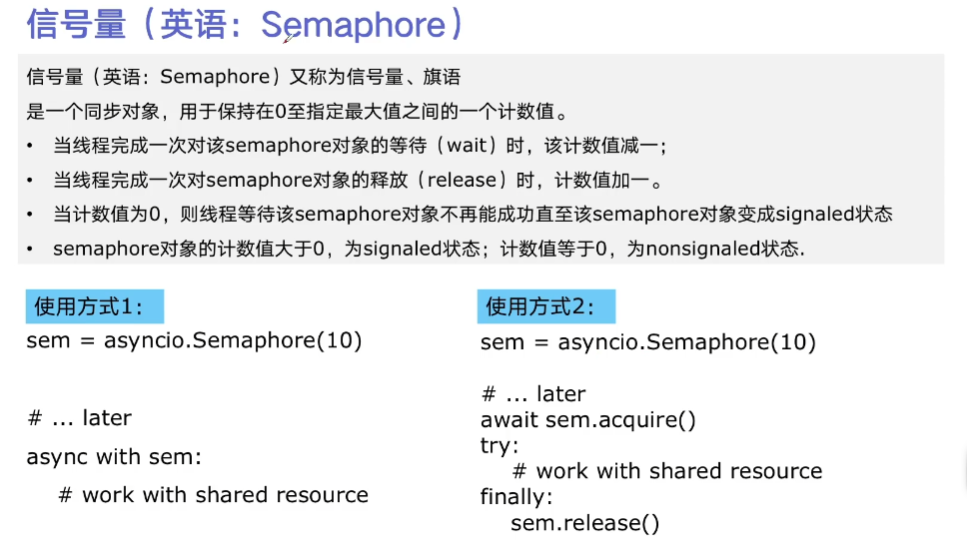 信号量（英语：Semaphore）
信号量（英语：Semaphore）又称为信号量、旗语
是一个同步对象，用于保持在0至指定最大值之间的一个计数值。
• 当线程完成一次对该semaphore对象的等待（wait）时，该计数值减一；
• 当线程完成一次对semaphore对象的释放（release）时，计数值加一。
• 当计数值为0，则线程等待该semaphore对象不再能成功直至该semaphore对象变成signaled状态
• semaphore对象的计数值大于0，为signaled状态；计数值等于0，为nonsignaled状态.
使用方式1：
sem = asyncio.Semaphore(10)
# ... later
async with sem:
# work with shared resource
使用方式2：
sem = asyncio.Semaphore(10)
# ... later
await sem.acquire()
try:
# work with shared resource
finally:
sem.release()